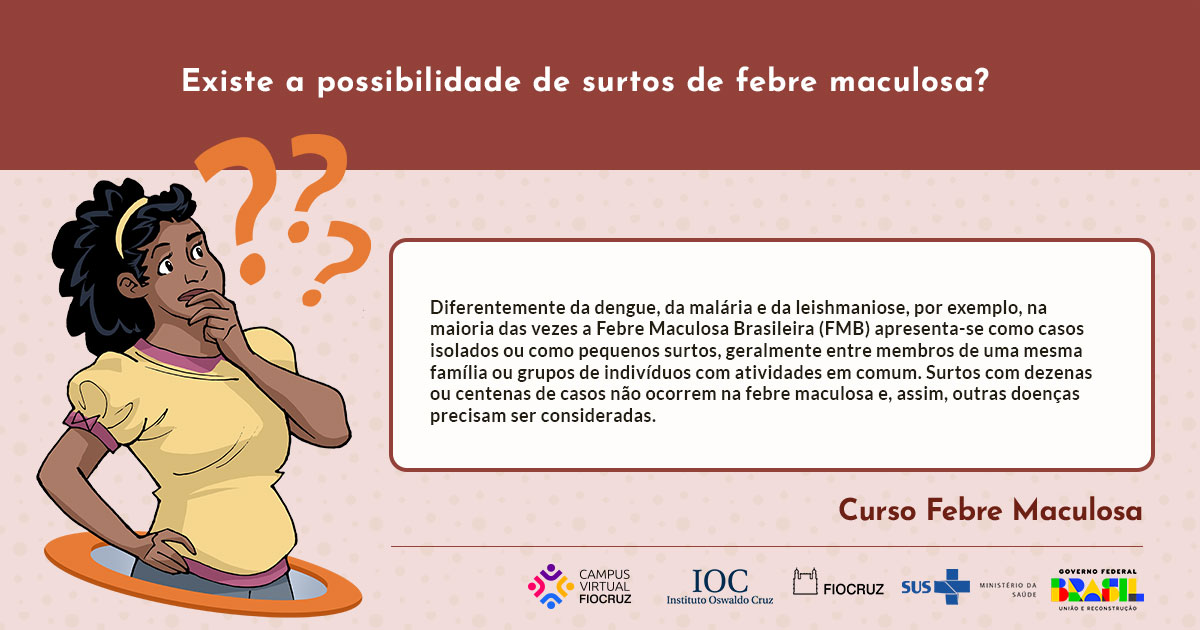 Existe a possibilidade de surtos de febre maculosa?
???
Diferentemente da dengue, da malária e da leishmaniose, por exemplo, na
maioria das vezes a Febre Maculosa Brasileira (FMB) apresenta-se como casos
isolados ou como pequenos surtos, geralmente entre membros de uma mesma
família ou grupos de indivíduos com atividades em comum. Surtos com dezenas
ou centenas de casos não ocorrem na febre maculosa e, assim, outras doenças
precisam ser consideradas.
Curso Febre Maculosa
CAMPUS
VIRTUAL
FIOCRUZ
IOC
Instituto Oswaldo Cruz
FIOCRUZ
SUS
MINISTÉRIO DA
SAÚDE
GOVERNO FEDERAL
BRASIL
UNIÃO E RECONSTRUÇÃO